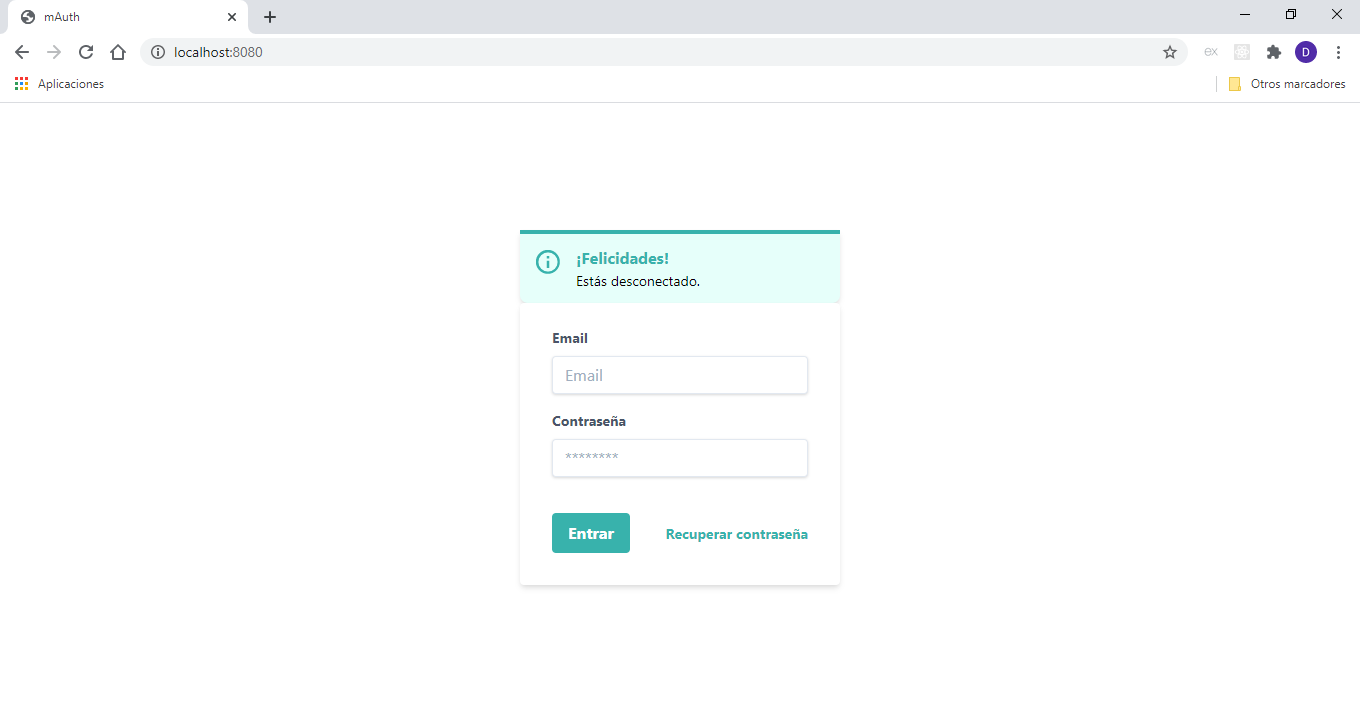 mAuth
localhost:8080
ex
D
Aplicaciones
Otros marcadores
¡Felicidades!
Estás desconectado.
Email
Email
Contraseña
********
Entrar
Recuperar contraseña